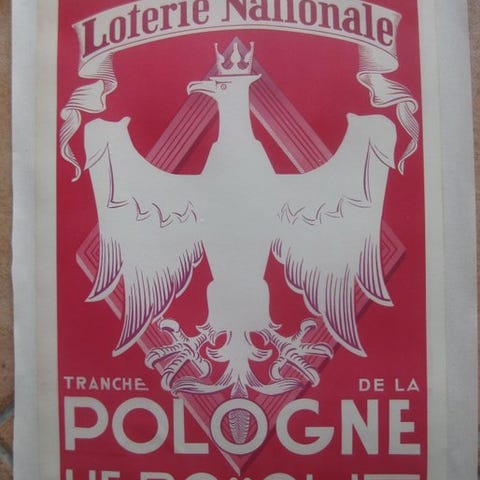 Loterie Nationale
TRANCHE DE LA
POLOGNE